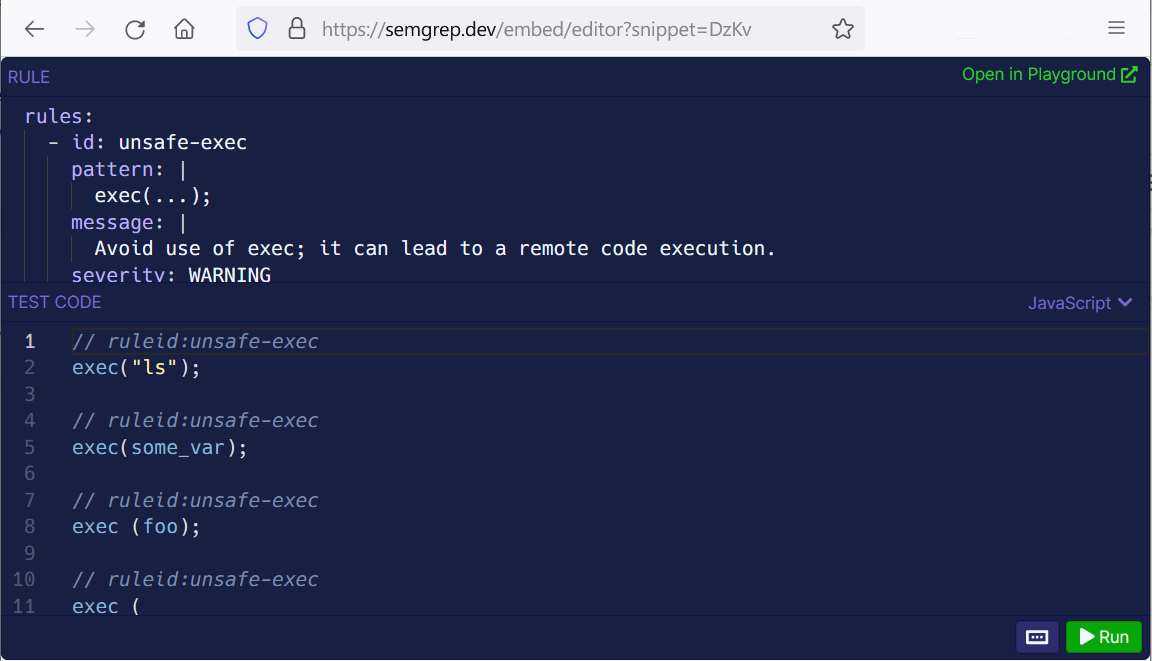 https://semgrep.dev/embed/editor?snippet=DzKv
RULE
Open in Playground
rules:
- id: unsafe-exec
pattern: |
exec(...);
message: |
Avoid use of exec; it can lead to a remote code execution.
severity: WARNING
TEST CODE
JavaScript
1 // ruleid:unsafe-exec
2 exec("ls");
3
4 // ruleid:unsafe-exec
5 exec(some_var);
6
7 // ruleid:unsafe-exec
8 exec (foo);
9
10 // ruleid:unsafe-exec
11 exec (
Run